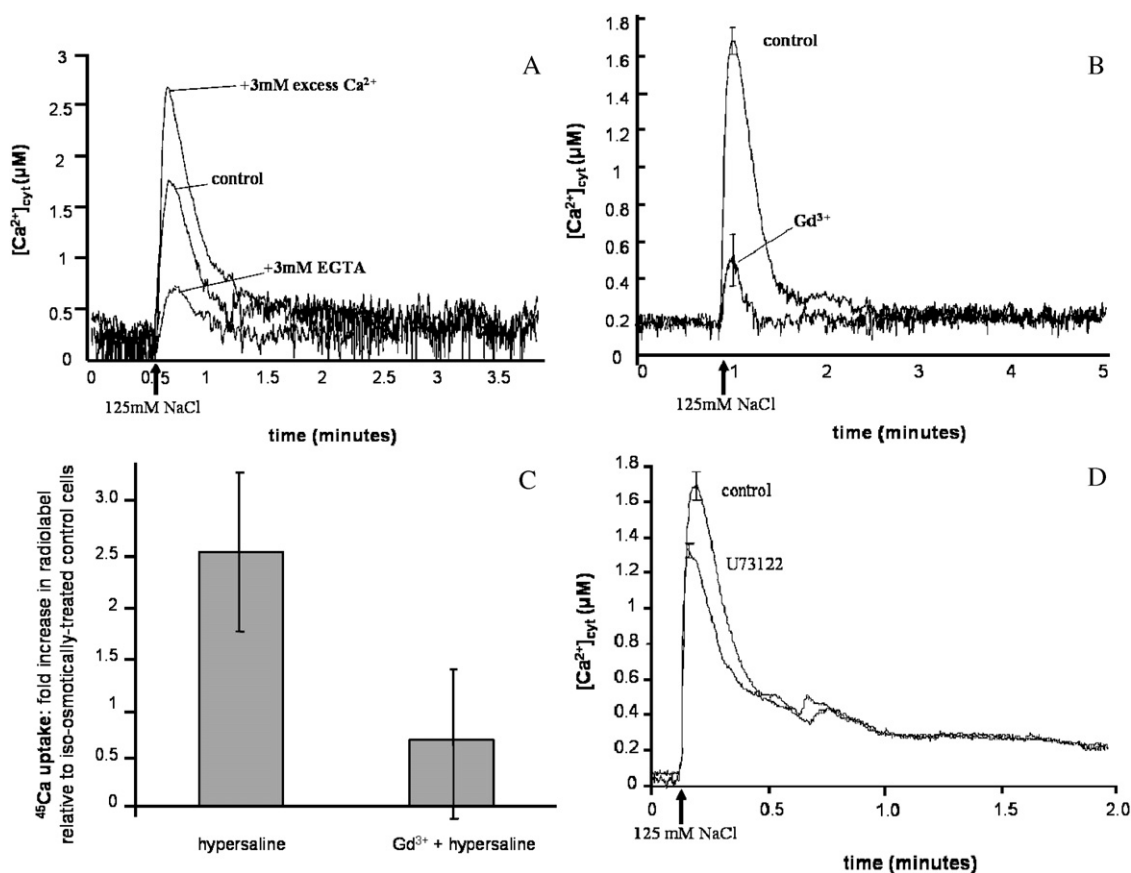 A
3
2.5
2
1.5
1
0.5
0
[Ca²⁺]cyt (µM)
+3mM excess Ca²⁺
control
+3mM EGTA
0 0.5 1 1.5 2 2.5 3 3.5
125mM NaCl
time (minutes)
B
1.8
1.6
1.4
1.2
1
0.8
0.6
0.4
0.2
0
[Ca²⁺]cyt (µM)
control
Gd³⁺
0 1 2 3 4 5
125mM NaCl
time (minutes)
C
3.0
2.5
2
1.5
1
0.5
0
⁴⁵Ca uptake: fold increase in radiolabel
relative to iso-osmotically-treated control cells
hypersaline
Gd³⁺ + hypersaline
D
1.8
1.6
1.4
1.2
1
0.8
0.6
0.4
0.2
0
[Ca²⁺]cyt (µM)
control
U73122
0 0.5 1.0 1.5 2.0
125 mM NaCl
time (minutes)